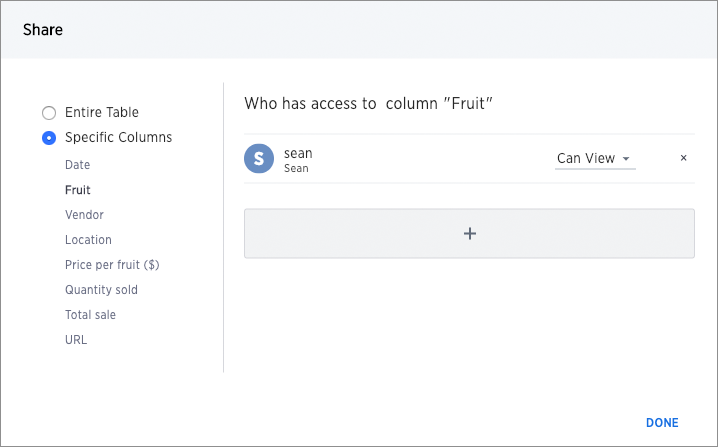 Share
Entire Table
Specific Columns
Date
Fruit
Vendor
Location
Price per fruit ($)
Quantity sold
Total sale
URL
Who has access to column "Fruit"
S
sean
Sean
Can View
×
+
DONE